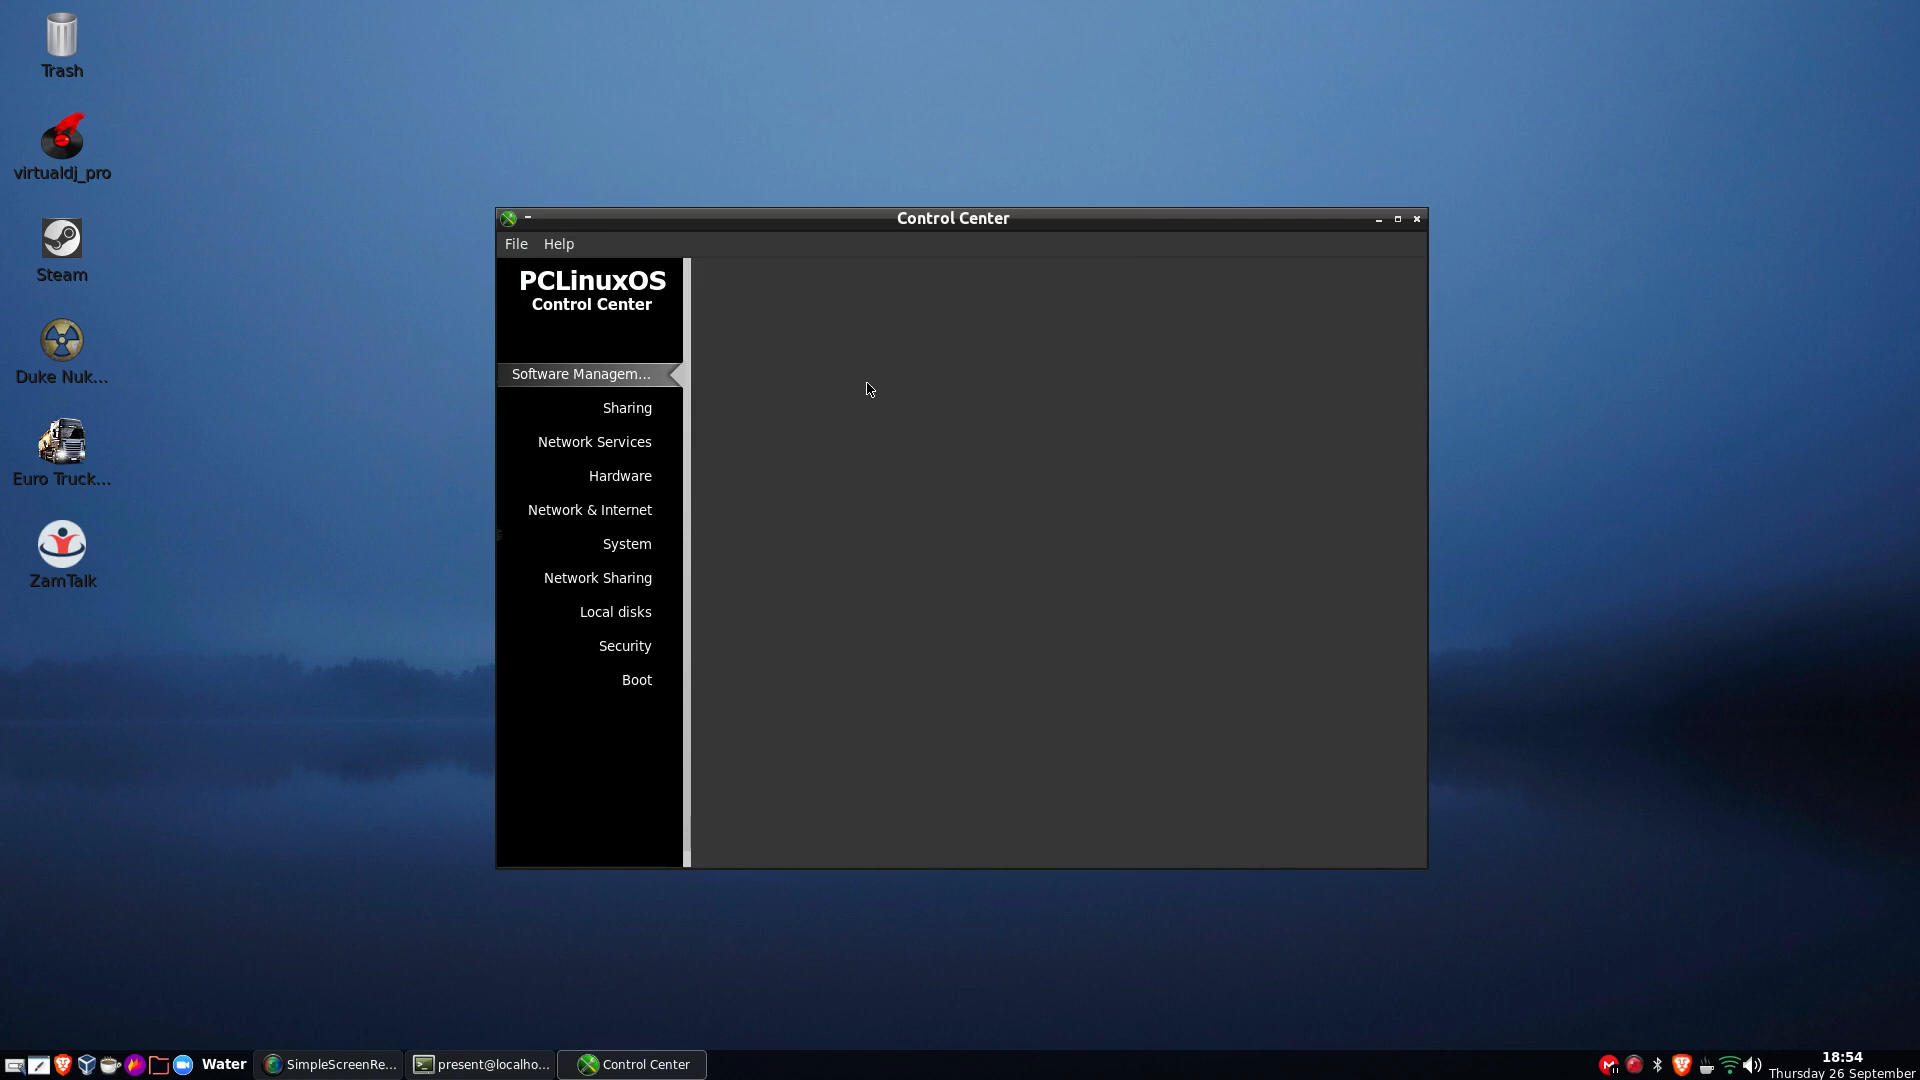 Trash
virtualdj_pro
Steam
Duke Nuk...
Euro Truck...
ZamTalk
Control Center
File Help
PCLinuxOS
Control Center
Software Managem...
Sharing
Network Services
Hardware
Network & Internet
System
Network Sharing
Local disks
Security
Boot
Water
SimpleScreenRe...
present@localho...
Control Center
18:54
Thursday 26 September